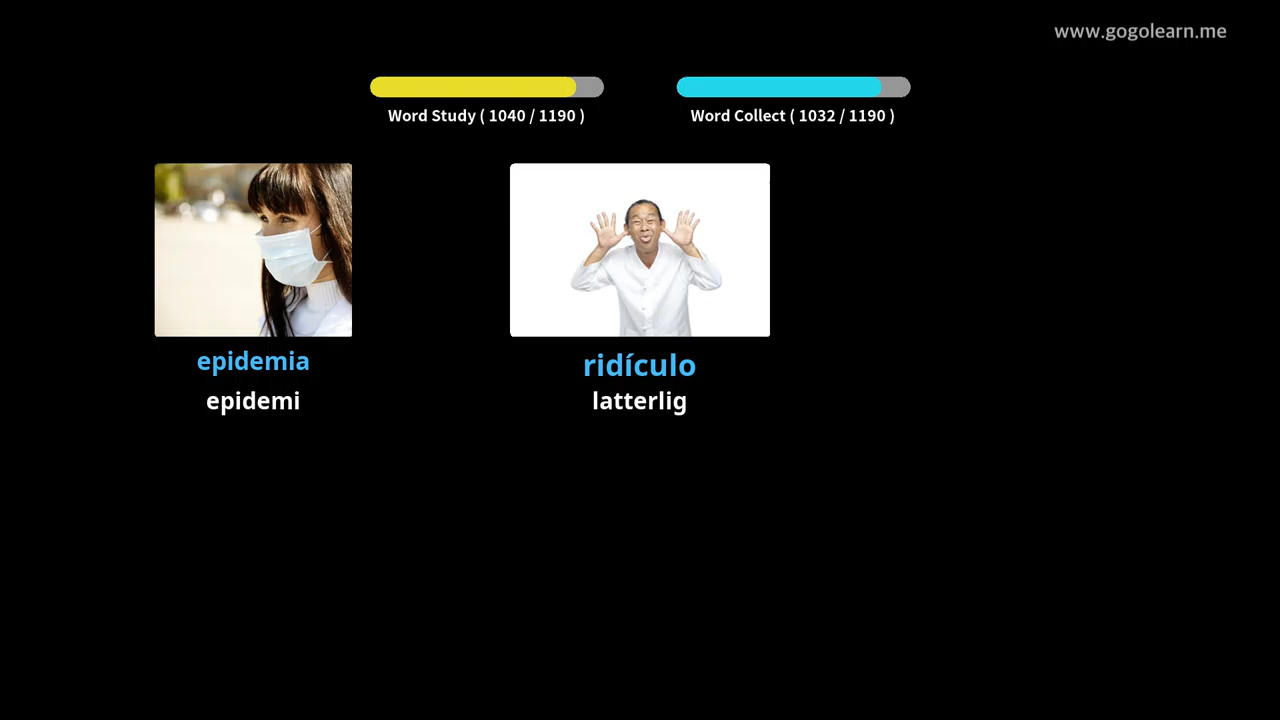 www.gogolearn.me
Word Study ( 1040 / 1190 )
Word Collect ( 1032 / 1190 )
epidemia
epidemi
ridículo
latterlig